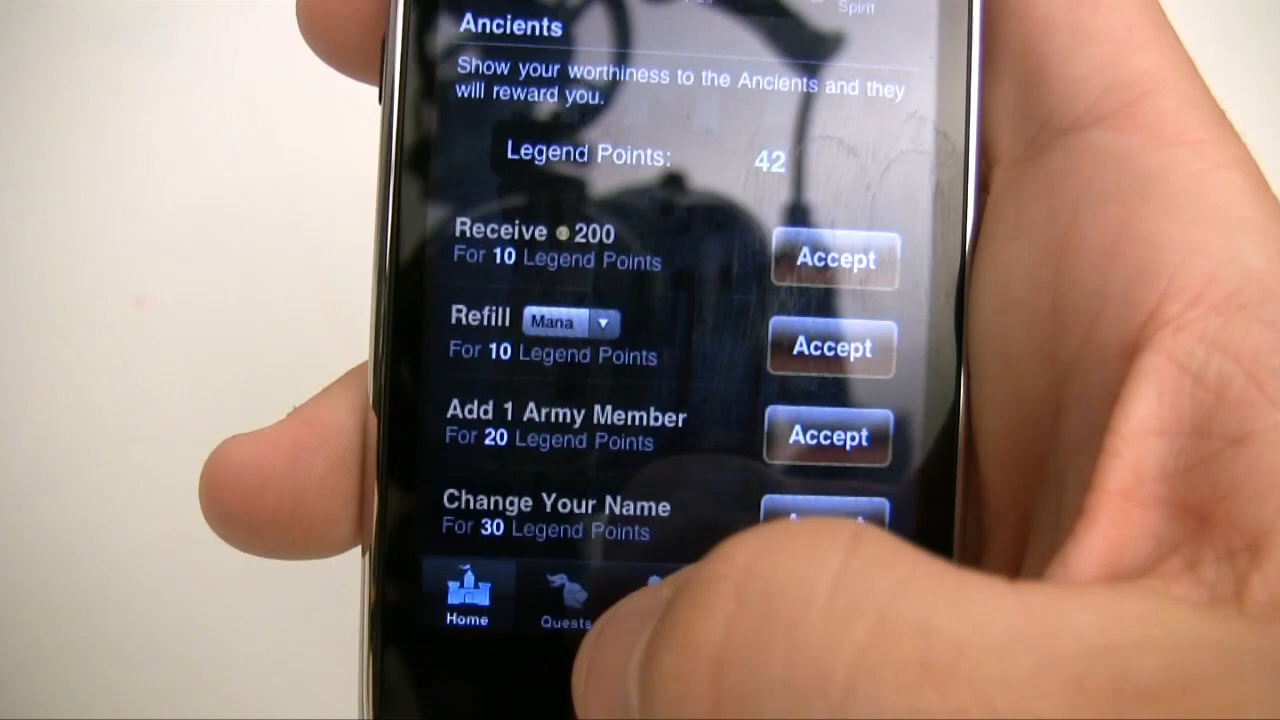 Spirit
Ancients
Show your worthiness to the Ancients and they
will reward you.
Legend Points: 42
Receive 200
For 10 Legend Points
Accept
Refill Mana
For 10 Legend Points
Accept
Add 1 Army Member
For 20 Legend Points
Accept
Change Your Name
For 30 Legend Points
Home
Quests